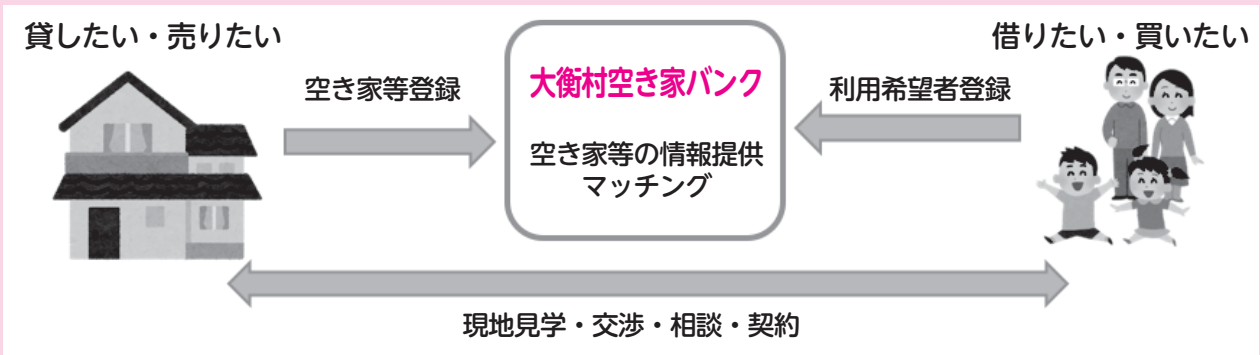 貸したい・売りたい
借りたい・買いたい
空き家等登録
大衡村空き家バンク
利用希望者登録
空き家等の情報提供
マッチング
現地見学・交渉・相談・契約